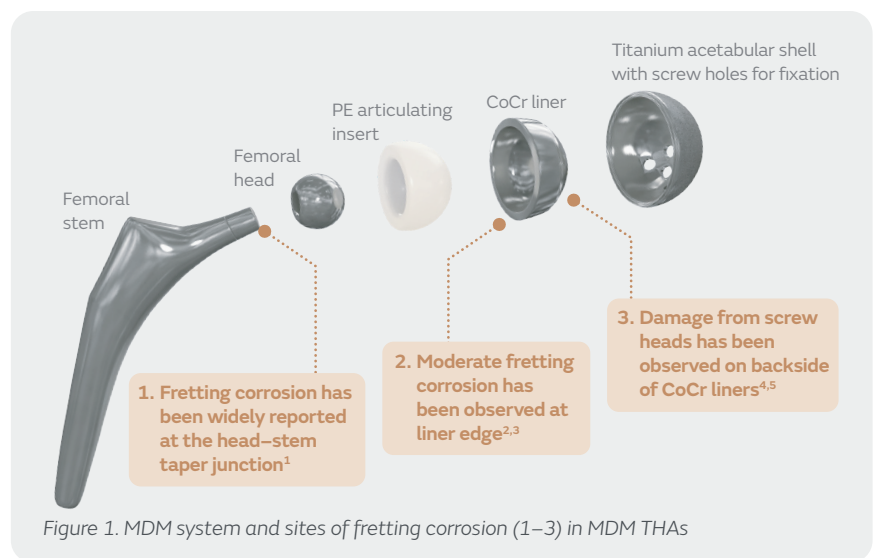 Titanium acetabular shell
with screw holes for fixation
CoCr liner
PE articulating
insert
Femoral
head
Femoral
stem
1. Fretting corrosion has
been widely reported
at the head–stem
taper junction¹
2. Moderate fretting
corrosion has
been observed at
liner edge²,³
3. Damage from screw
heads has been
observed on backside
of CoCr liners⁴,⁵
Figure 1. MDM system and sites of fretting corrosion (1–3) in MDM THAs